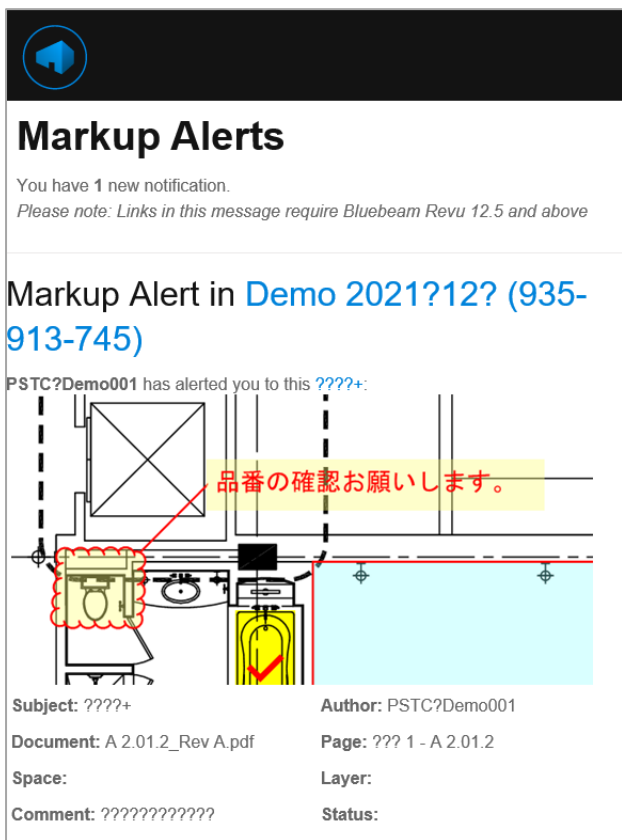 Markup Alerts
You have 1 new notification.
Please note: Links in this message require Bluebeam Revu 12.5 and above
Markup Alert in Demo 2021?12? (935-
913-745)
PSTC?Demo001 has alerted you to this ????+:
品番の確認お願いします。
Subject: ????+
Author: PSTC?Demo001
Document: A 2.01.2_Rev A.pdf
Page: ??? 1 - A 2.01.2
Space:
Layer:
Comment: ????????????
Status: